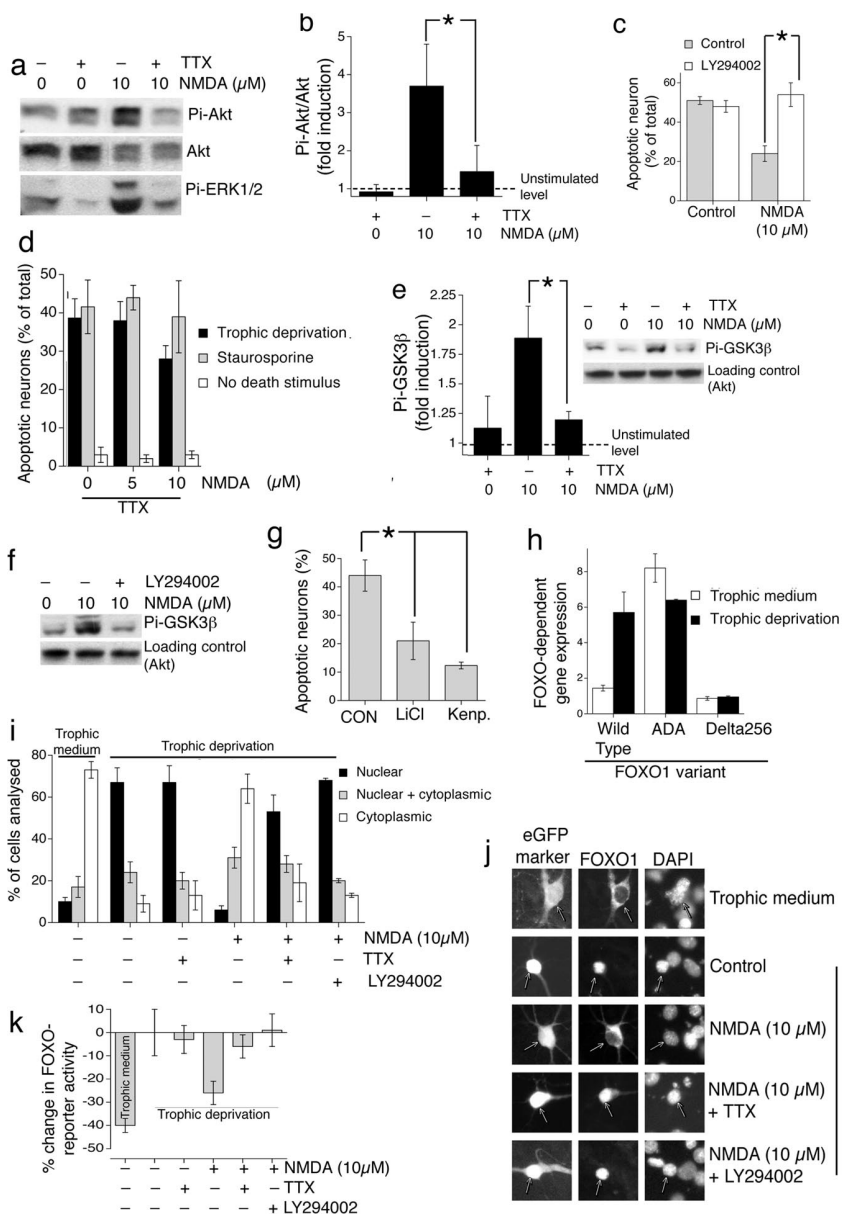 a
– + – + TTX
0 0 10 10 NMDA (µM)
Pi-Akt
Akt
Pi-ERK1/2
b
Pi-Akt/Akt
(fold induction)
5
4
3
2
1
*
Unstimulated
level
+ – + TTX
0 10 10 NMDA (µM)
c
Control
LY294002
*
Apoptotic neuron
(% of total)
60
40
20
0
Control
NMDA
(10 µM)
d
Apoptotic neurons (% of total)
50
40
30
20
10
0
Trophic deprivation
Staurosporine
No death stimulus
0 5 10 NMDA (µM)
TTX
e
Pi-GSK3β
(fold induction)
2.25
2
1.75
1.25
1
*
Unstimulated
level
+ – + TTX
0 10 10 NMDA (µM)
– + – + TTX
0 0 10 10 NMDA (µM)
Pi-GSK3β
Loading control
(Akt)
f
– – + LY294002
0 10 10 NMDA (µM)
Pi-GSK3β
Loading control
(Akt)
g
Apoptotic neurons (%)
50
40
30
20
10
0
*
CON LiCl Kenp.
h
FOXO-dependent
gene expression
8
6
4
2
0
Trophic medium
Trophic deprivation
Wild
Type
ADA
Delta256
FOXO1 variant
i
% of cells analysed
80
60
40
20
0
Trophic
medium
Trophic deprivation
Nuclear
Nuclear + cytoplasmic
Cytoplasmic
– – – + + + NMDA (10µM)
– – + – + – TTX
– – – – – + LY294002
j
eGFP
marker
FOXO1
DAPI
Trophic medium
Control
NMDA (10 µM)
NMDA (10 µM)
+ TTX
NMDA (10 µM)
+ LY294002
k
% change in FOXO-
reporter activity
10
0
-10
-20
-30
-40
-50
Trophic medium
Trophic deprivation
– – – + + + NMDA (10µM)
– – + – + – TTX
– – – – – + LY294002